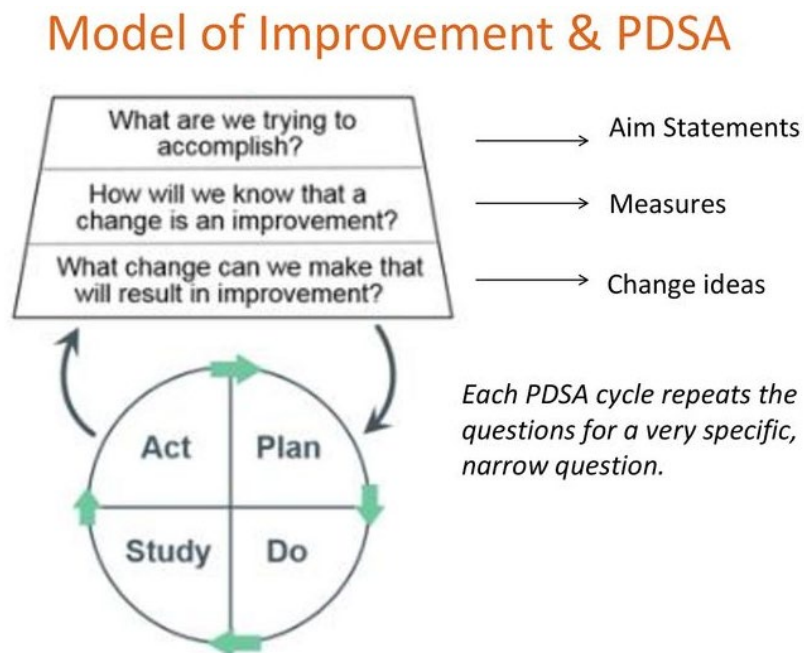 Model of Improvement & PDSA
What are we trying to
accomplish?
How will we know that a
change is an improvement?
What change can we make that
will result in improvement?
Aim Statements
Measures
Change ideas
Each PDSA cycle repeats the
questions for a very specific,
narrow question.
Act
Plan
Study
Do